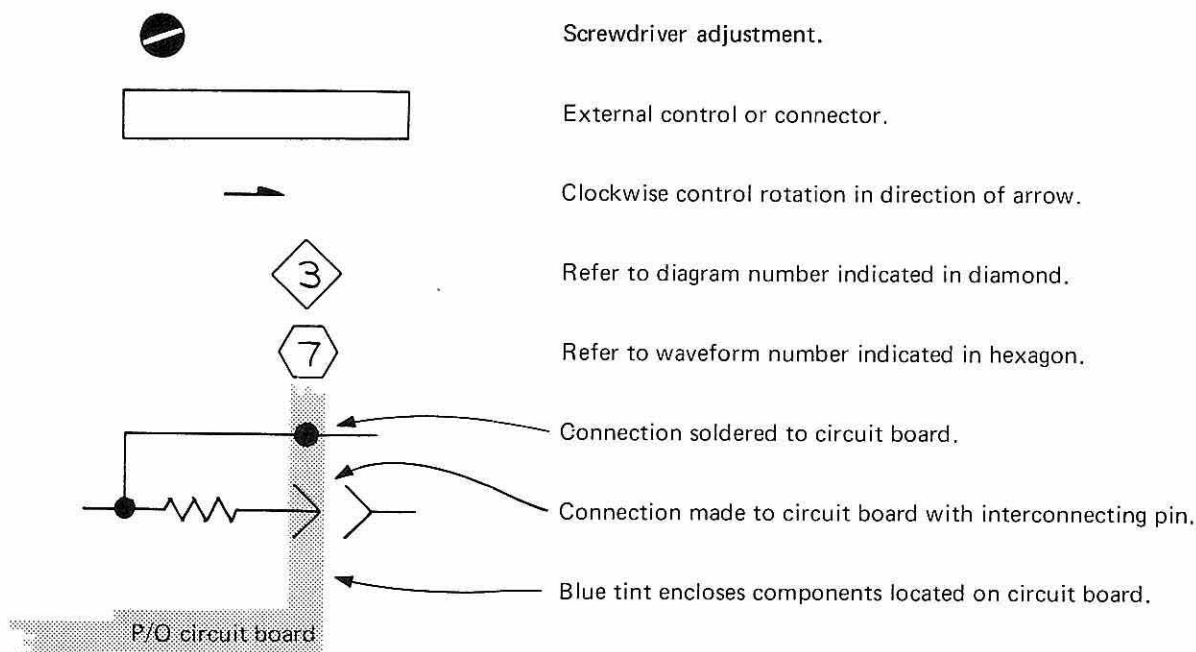 Screwdriver adjustment.
External control or connector.
Clockwise control rotation in direction of arrow.
3
Refer to diagram number indicated in diamond.
7
Refer to waveform number indicated in hexagon.
Connection soldered to circuit board.
Connection made to circuit board with interconnecting pin.
Blue tint encloses components located on circuit board.
P/O circuit board